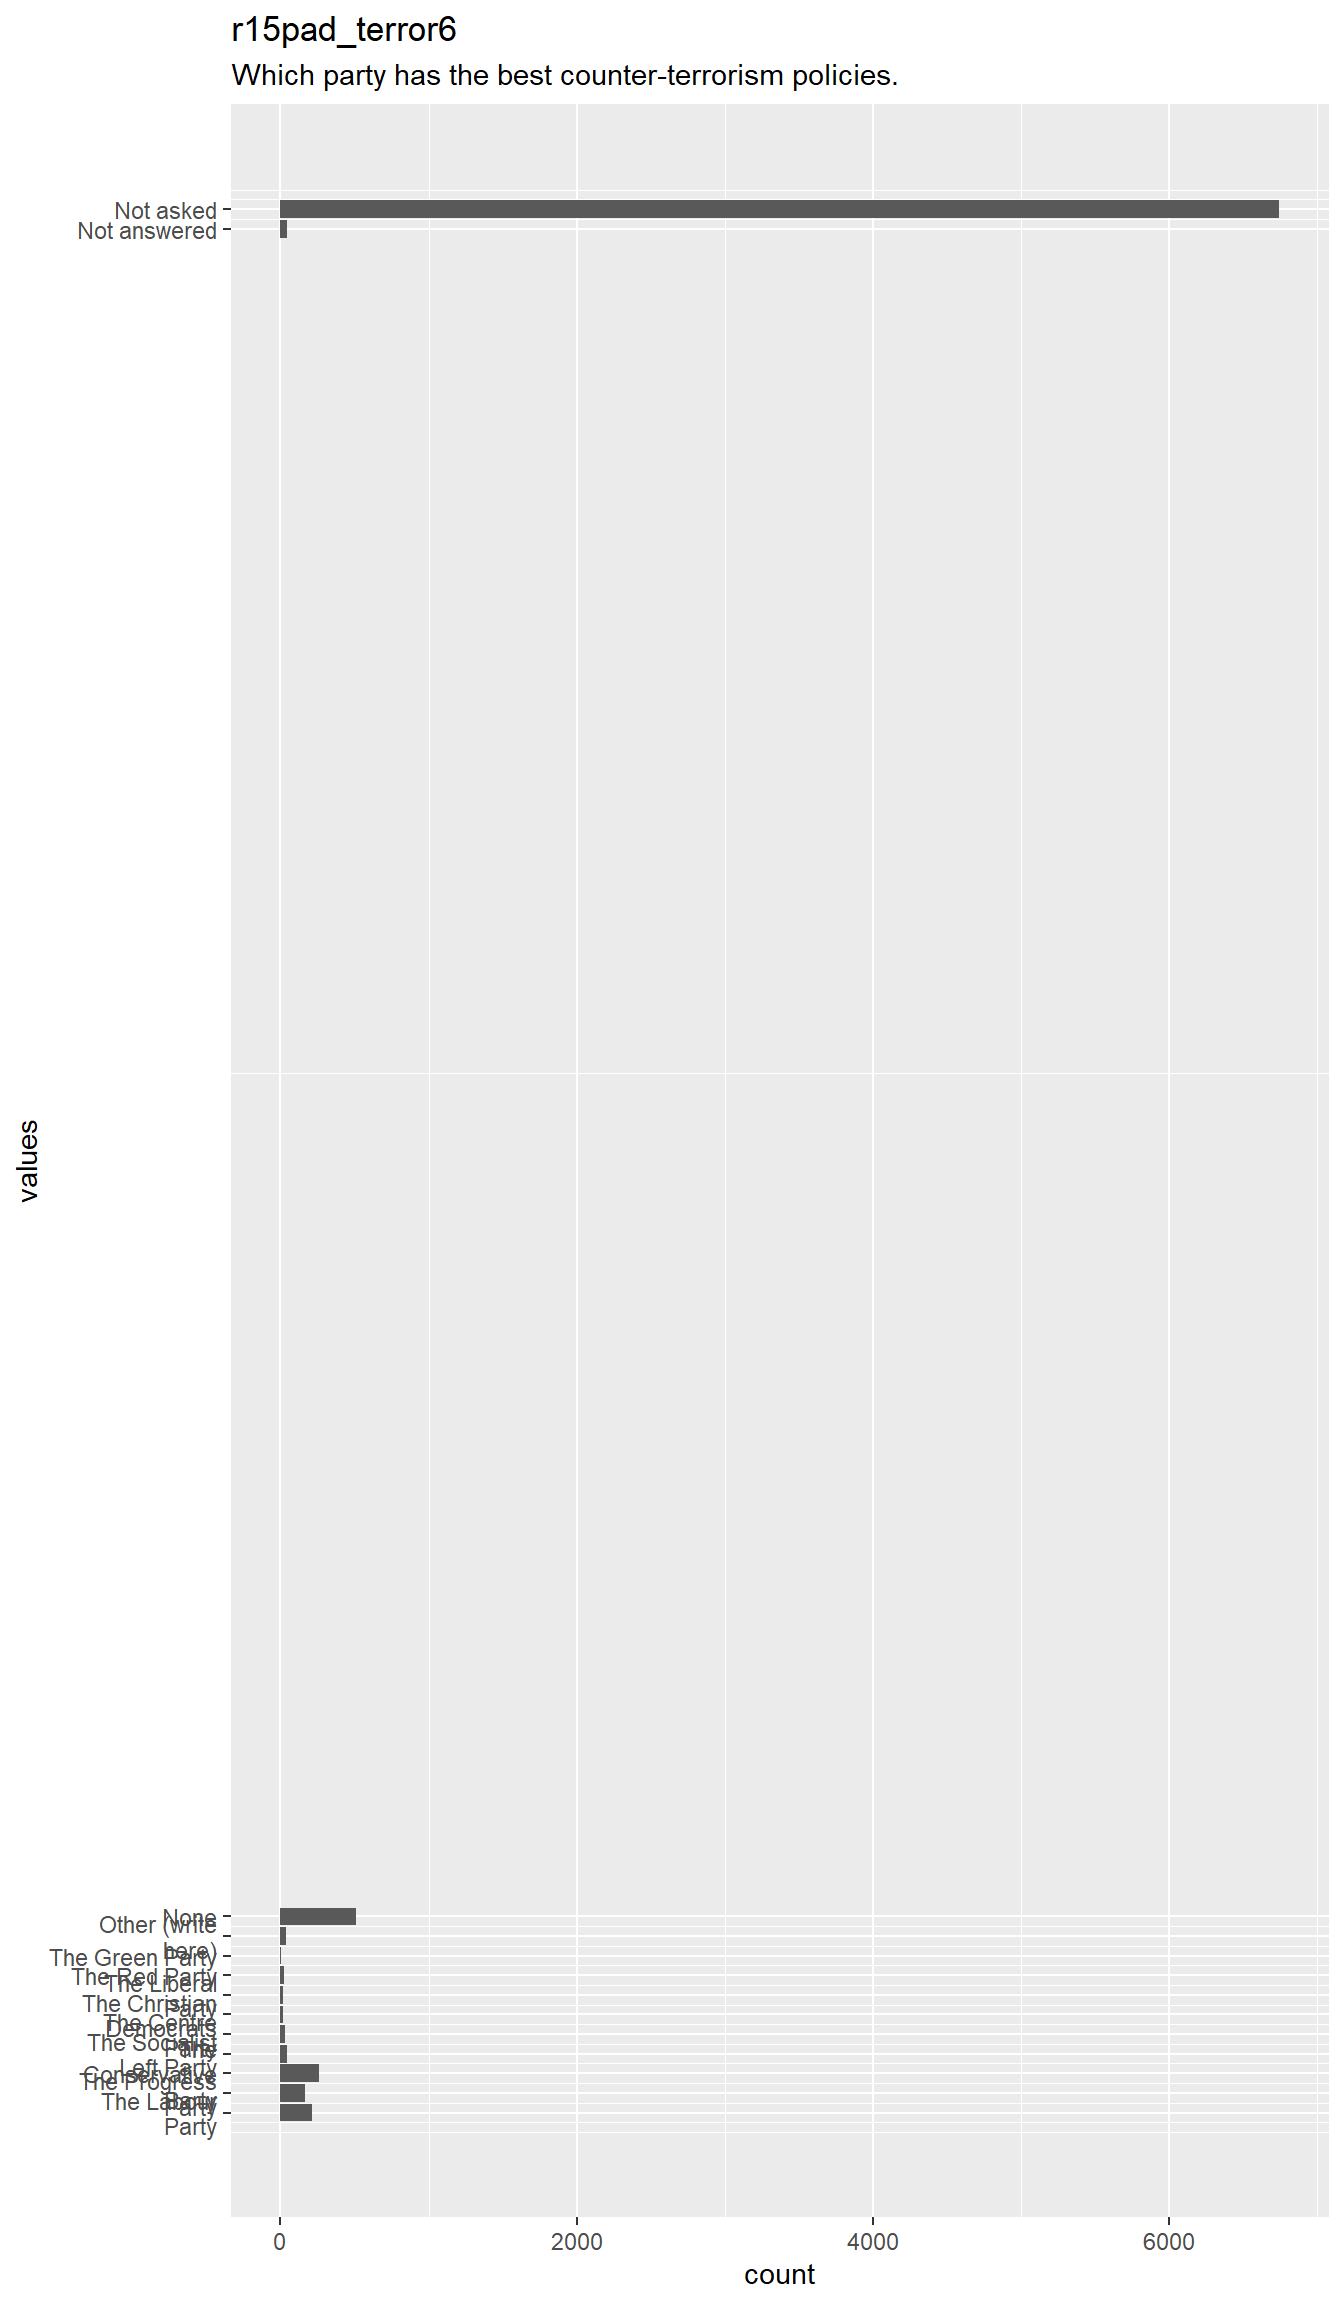 r15pad_terror6
Which party has the best counter-terrorism policies.
Not asked
Not answered
None
Other (write
here)
The Green Party
The Red Party
The Liberal
Party
The Christian
Democrats
The Centre
Party
The Socialist
Left Party
The
Conservative
Party
The Progress
Party
The Labour
Party
values
0
2000
4000
6000
count